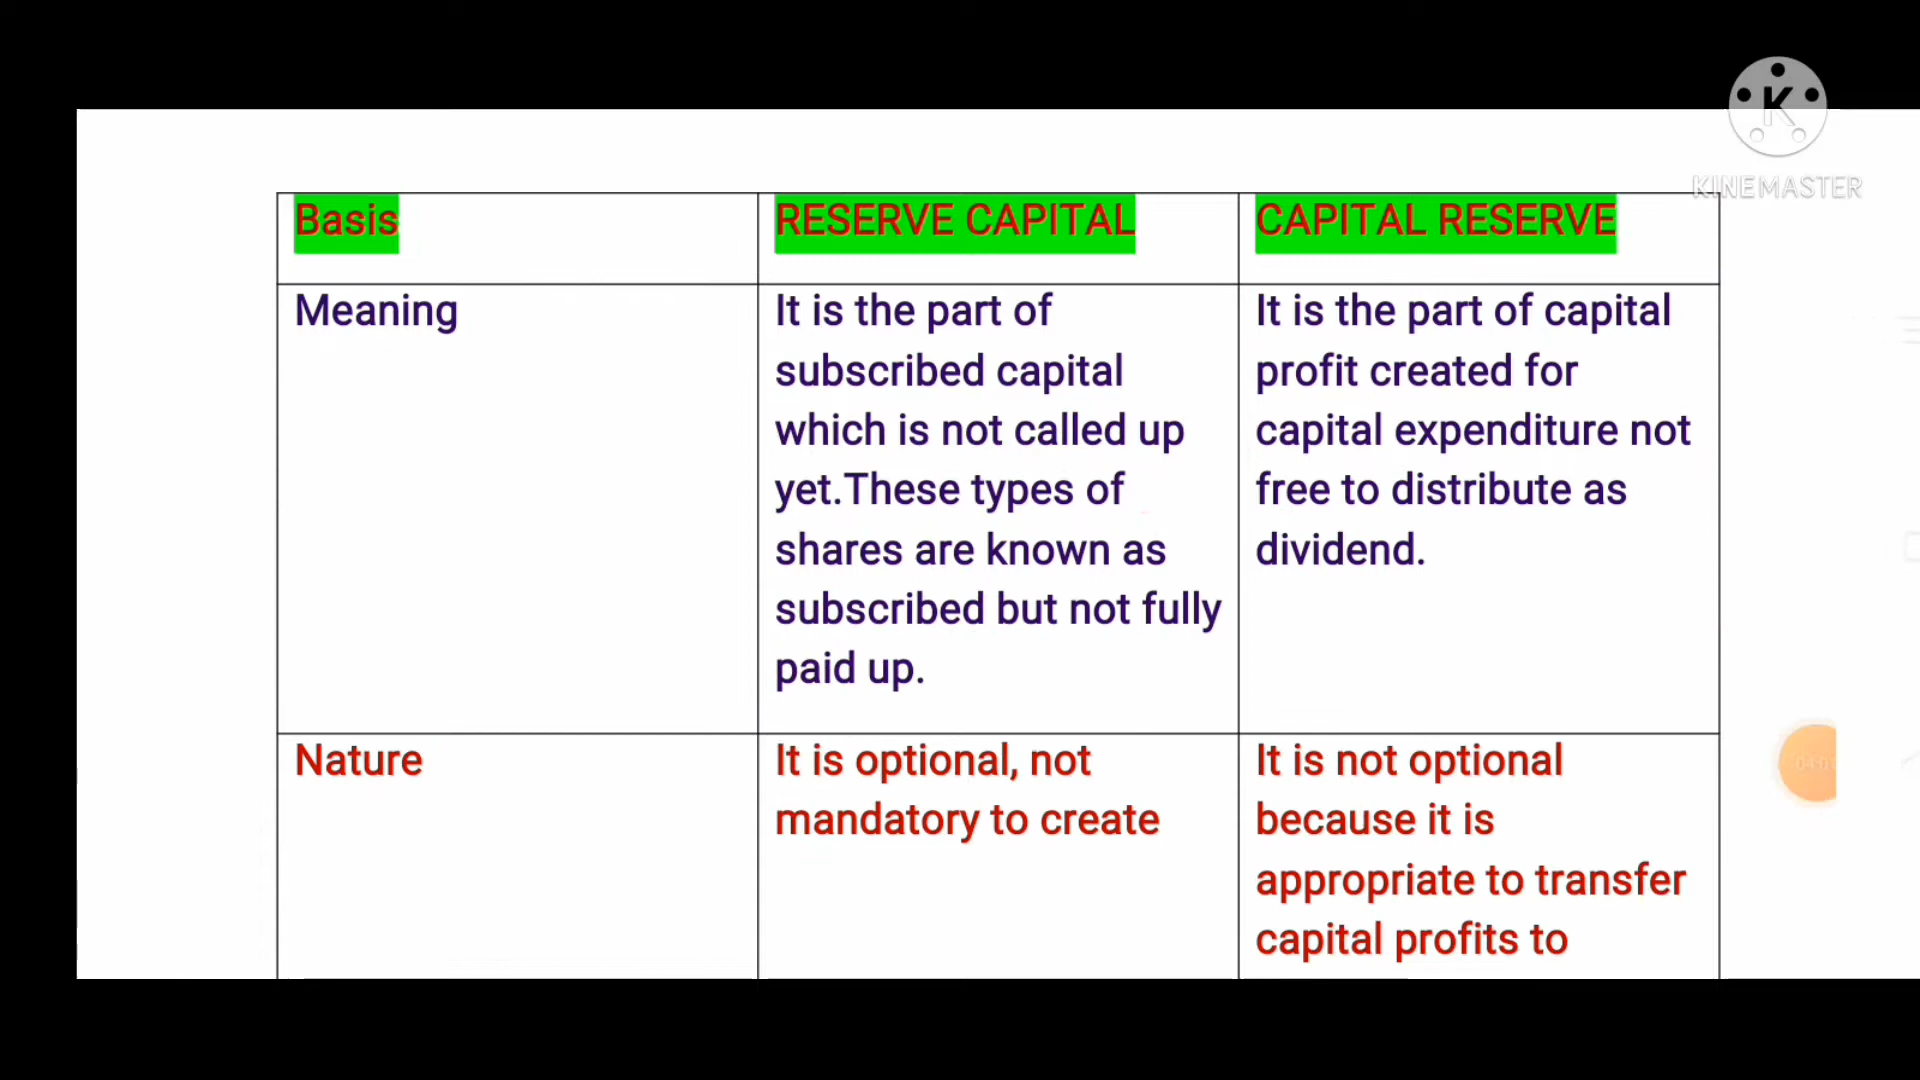 KINEMASTER
Basis
RESERVE CAPITAL
CAPITAL RESERVE
Meaning
It is the part of
subscribed capital
which is not called up
yet.These types of
shares are known as
subscribed but not fully
paid up.
It is the part of capital
profit created for
capital expenditure not
free to distribute as
dividend.
Nature
It is optional, not
mandatory to create
It is not optional
because it is
appropriate to transfer
capital profits to